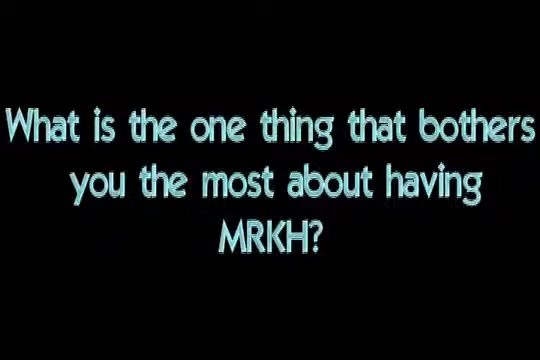 What is the one thing that bothers
you the most about having
MRKH?